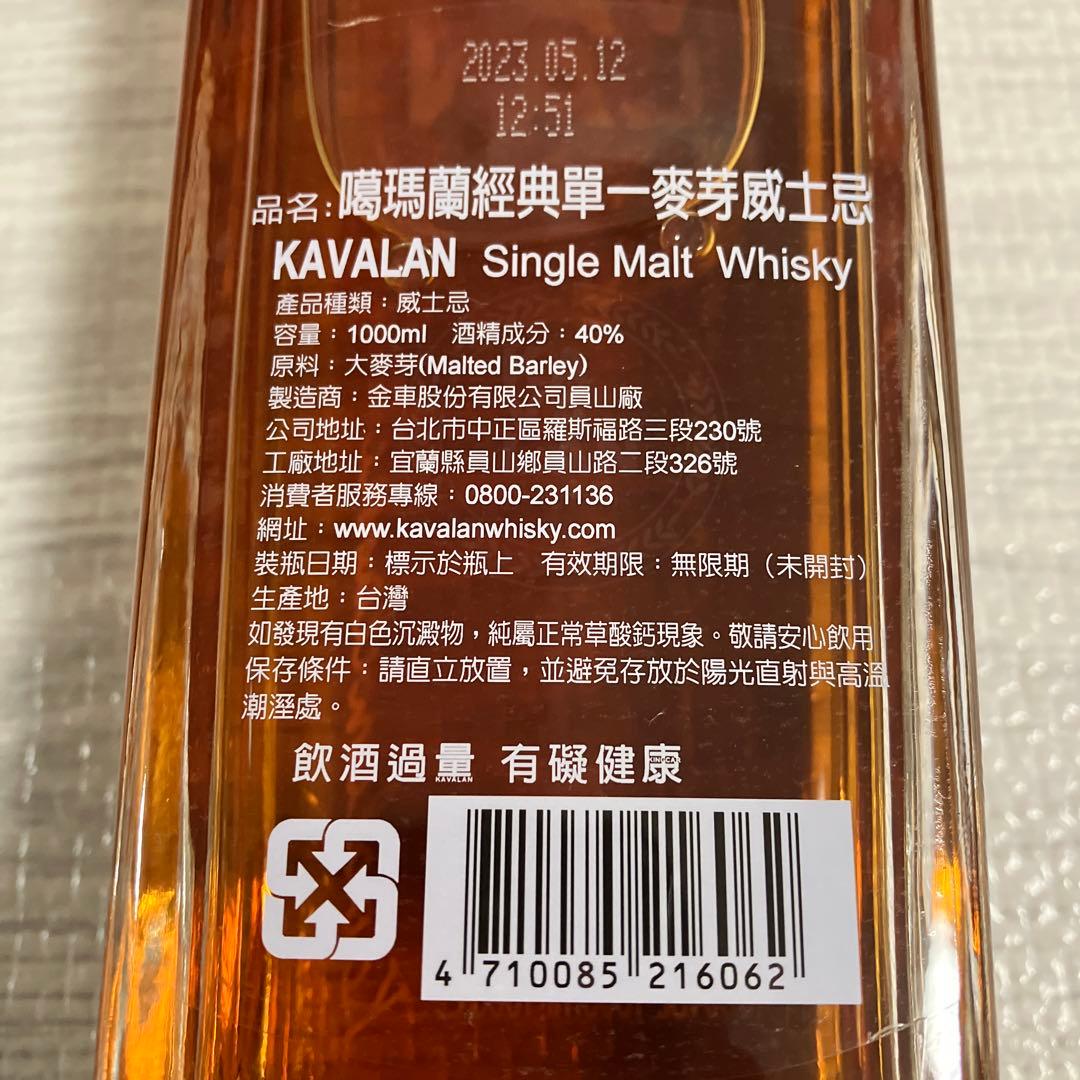 2023.05.12
12:51
品名:噶瑪蘭經典單一麥芽威士忌
KAVALAN Single Malt Whisky
產品種類：威士忌
容量：1000ml 酒精成分：40%
原料：大麥芽(Malted Barley)
製造商：金車股份有限公司員山廠
公司地址：台北市中正區羅斯福路三段230號
工廠地址：宜蘭縣員山鄉員山路二段326號
消費者服務專線：0800-231136
網址：www.kavalanwhisky.com
裝瓶日期：標示於瓶上 有效期限：無限期（未開封）
生產地：台灣
如發現有白色沉澱物，純屬正常草酸鈣現象。敬請安心飲用
保存條件：請直立放置，並避免存放於陽光直射與高溫
潮溼處。
飲酒過量 有礙健康
KAVALAN KINGCAR
4 710085 216062